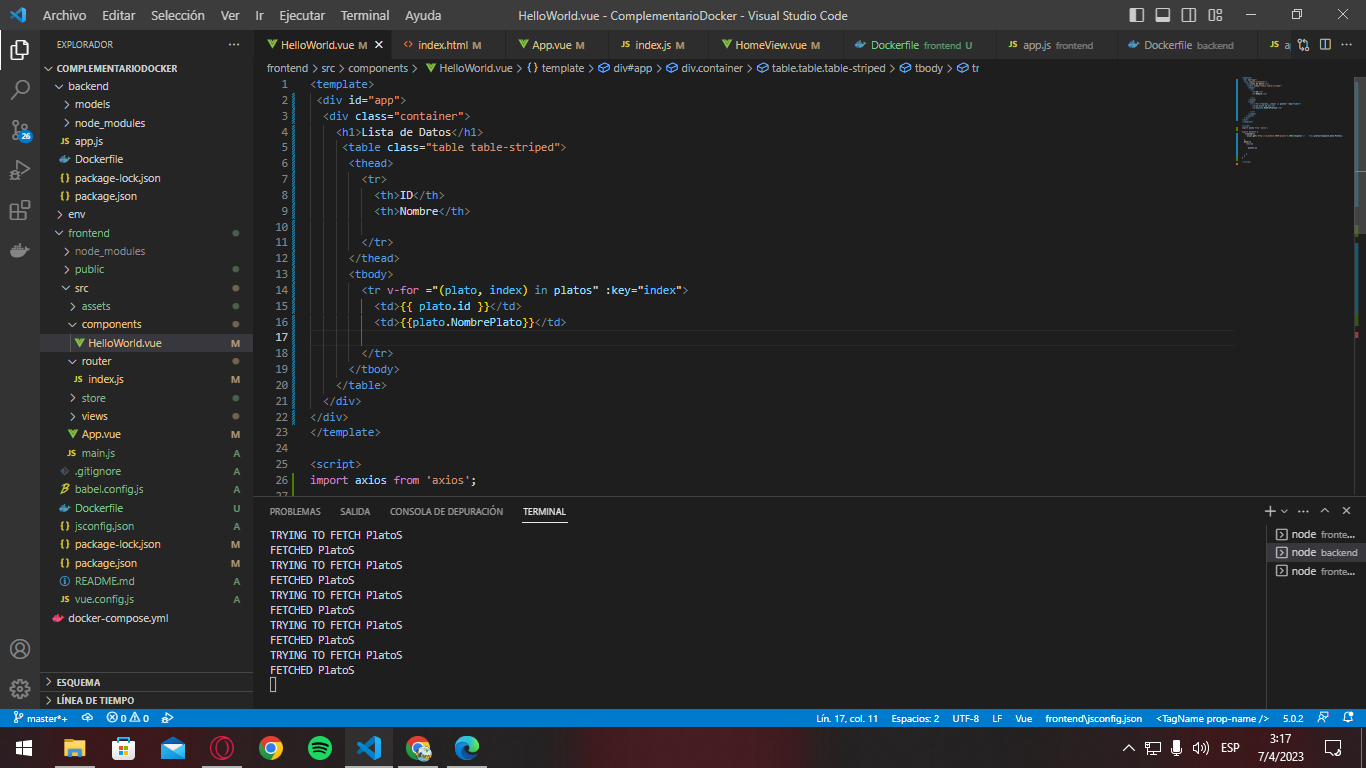 Archivo Editar Selección Ver Ir Ejecutar Terminal Ayuda HelloWorld.vue - ComplementarioDocker - Visual Studio Code
EXPLORADOR
HelloWorld.vue M index.html M App.vue M index.js M HomeView.vue M Dockerfile frontend U app.js frontend Dockerfile backend
COMPLEMENTARIODOCKER
backend
models
node_modules
app.js
Dockerfile
package-lock.json
package.json
env
frontend
node_modules
public
src
assets
components
HelloWorld.vue M
router
index.js M
store
views
App.vue M
main.js A
.gitignore A
babel.config.js A
Dockerfile U
jsconfig.json A
package-lock.json M
package.json M
README.md A
vue.config.js A
docker-compose.yml
ESQUEMA
LÍNEA DE TIEMPO
26
frontend > src > components > HelloWorld.vue > {} template > div#app > div.container > table.table.table-striped > tbody > tr
1 <template>
2 <div id="app">
3 <div class="container">
4 <h1>Lista de Datos</h1>
5 <table class="table table-striped">
6 <thead>
7 <tr>
8 <th>ID</th>
9 <th>Nombre</th>
10
11 </tr>
12 </thead>
13 <tbody>
14 <tr v-for ="(plato, index) in platos" :key="index">
15 <td>{{ plato.id }}</td>
16 <td>{{plato.NombrePlato}}</td>
17
18 </tr>
19 </tbody>
20 </table>
21 </div>
22 </div>
23 </template>
24
25 <script>
26 import axios from 'axios';
27
PROBLEMAS SALIDA CONSOLA DE DEPURACIÓN TERMINAL
TRYING TO FETCH PlatoS
FETCHED PlatoS
TRYING TO FETCH PlatoS
FETCHED PlatoS
TRYING TO FETCH PlatoS
FETCHED PlatoS
TRYING TO FETCH PlatoS
FETCHED PlatoS
TRYING TO FETCH PlatoS
FETCHED PlatoS
node fronte...
node backend
node fronte...
master*+ 0 0 Lín. 17, col. 11 Espacios: 2 UTF-8 LF Vue frontend\jsconfig.json <TagName prop-name /> 5.0.2
ESP
3:17
7/4/2023